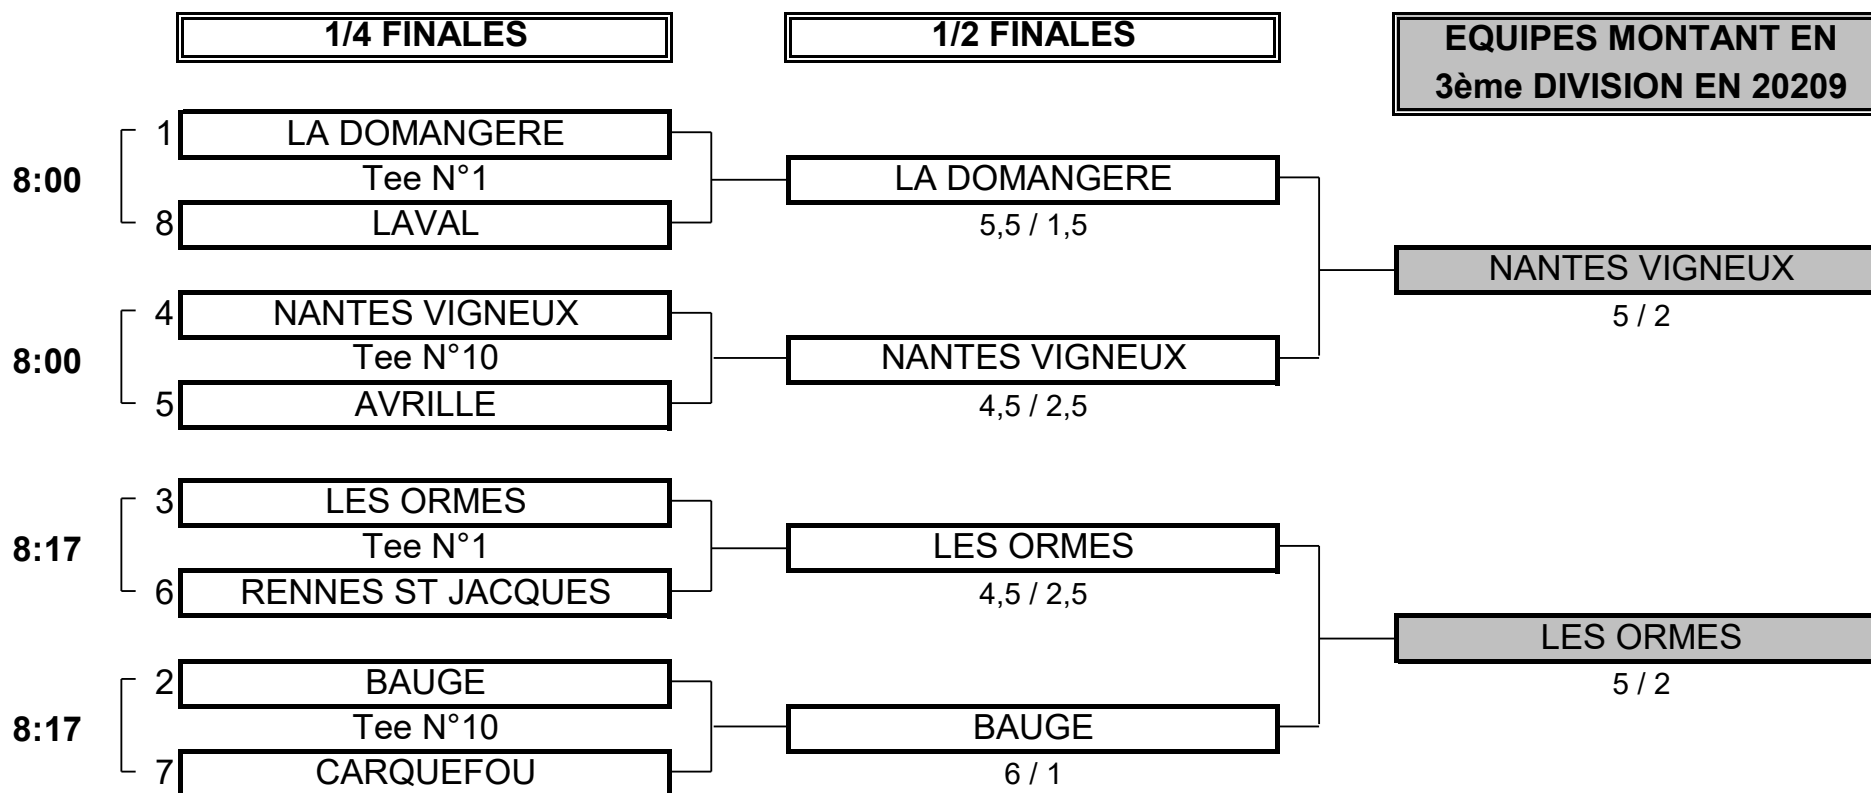 1/4 FINALES
1/2 FINALES
EQUIPES MONTANT EN
3ème DIVISION EN 20209
1 LA DOMANGERE
8:00 Tee N°1
8 LAVAL
LA DOMANGERE
5,5 / 1,5
NANTES VIGNEUX
5 / 2
4 NANTES VIGNEUX
8:00 Tee N°10
5 AVRILLE
NANTES VIGNEUX
4,5 / 2,5
3 LES ORMES
8:17 Tee N°1
6 RENNES ST JACQUES
LES ORMES
4,5 / 2,5
LES ORMES
5 / 2
2 BAUGE
8:17 Tee N°10
7 CARQUEFOU
BAUGE
6 / 1